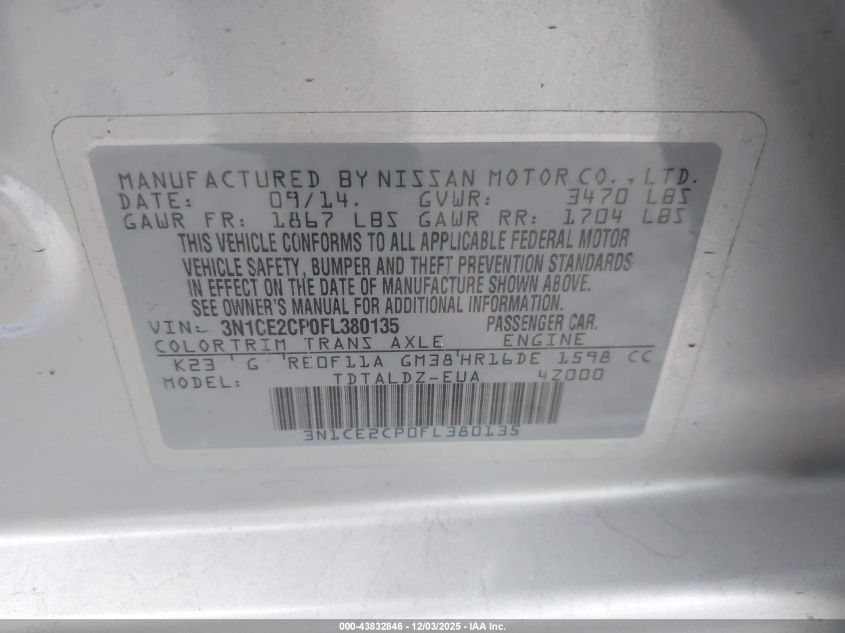 MANUFACTURED BY NISSAN MOTOR CO., LTD.
DATE: 09/14. GVWR: 3470 LBS
GAWR FR: 1867 LBS GAWR RR: 1704 LBS
THIS VEHICLE CONFORMS TO ALL APPLICABLE FEDERAL MOTOR
VEHICLE SAFETY, BUMPER AND THEFT PREVENTION STANDARDS
IN EFFECT ON THE DATE OF MANUFACTURE SHOWN ABOVE.
SEE OWNER'S MANUAL FOR ADDITIONAL INFORMATION.
VIN: 3N1CE2CP0FL380135 PASSENGER CAR.
COLOR TRIM TRANS AXLE ENGINE
K23 G RE0F11A GM38 HR16DE 1598 CC
MODEL: TDTALDZ-EUA 4Z000
3N1CE2CP0FL380135
000-43832846 - 12/03/2025 - IAA Inc.